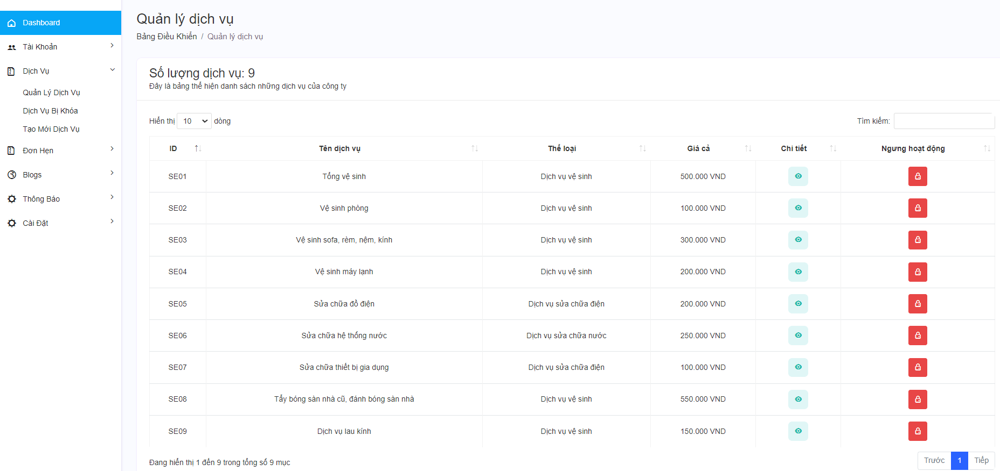 Dashboard
Tài Khoản
Dịch Vụ
Quản Lý Dịch Vụ
Dịch Vụ Bị Khóa
Tạo Mới Dịch Vụ
Đơn Hẹn
Blogs
Thông Báo
Cài Đặt
Quản lý dịch vụ
Bảng Điều Khiển / Quản lý dịch vụ
Số lượng dịch vụ: 9
Đây là bảng thể hiện danh sách những dịch vụ của công ty
Hiển thị 10 dòng
Tìm kiếm:
ID Tên dịch vụ Thể loại Giá cả Chi tiết Ngưng hoạt động
SE01 Tổng vệ sinh Dịch vụ vệ sinh 500.000 VND
SE02 Vệ sinh phòng Dịch vụ vệ sinh 100.000 VND
SE03 Vệ sinh sofa, rèm, nệm, kính Dịch vụ vệ sinh 300.000 VND
SE04 Vệ sinh máy lạnh Dịch vụ vệ sinh 200.000 VND
SE05 Sửa chữa đồ điện Dịch vụ sửa chữa điện 200.000 VND
SE06 Sửa chữa hệ thống nước Dịch vụ sửa chữa nước 250.000 VND
SE07 Sửa chữa thiết bị gia dụng Dịch vụ sửa chữa điện 100.000 VND
SE08 Tẩy bóng sàn nhà cũ, đánh bóng sàn nhà Dịch vụ vệ sinh 550.000 VND
SE09 Dịch vụ lau kính Dịch vụ vệ sinh 150.000 VND
Đang hiển thị 1 đến 9 trong tổng số 9 mục
Trước 1 Tiếp